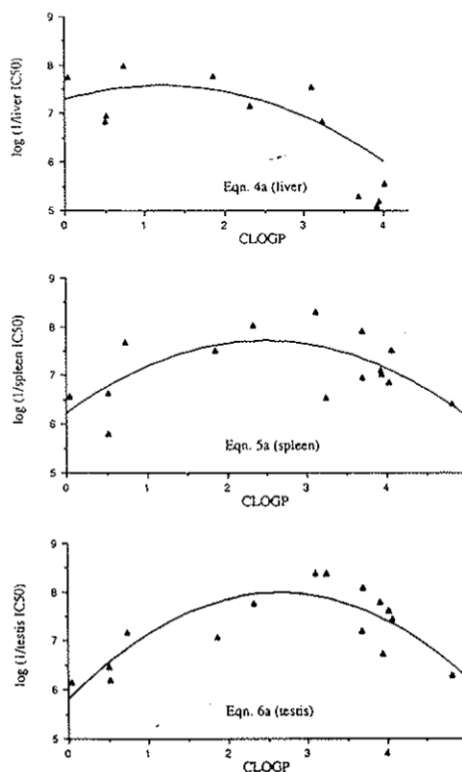 9
8
7
6
5
log (1/liver IC50)
Eqn. 4a (liver)
0 1 2 3 4
CLOGP
9
8
7
6
5
log (1/spleen IC50)
Eqn. 5a (spleen)
0 1 2 3 4
CLOGP
9
8
7
6
5
log (1/testis IC50)
Eqn. 6a (testis)
0 1 2 3 4
CLOGP